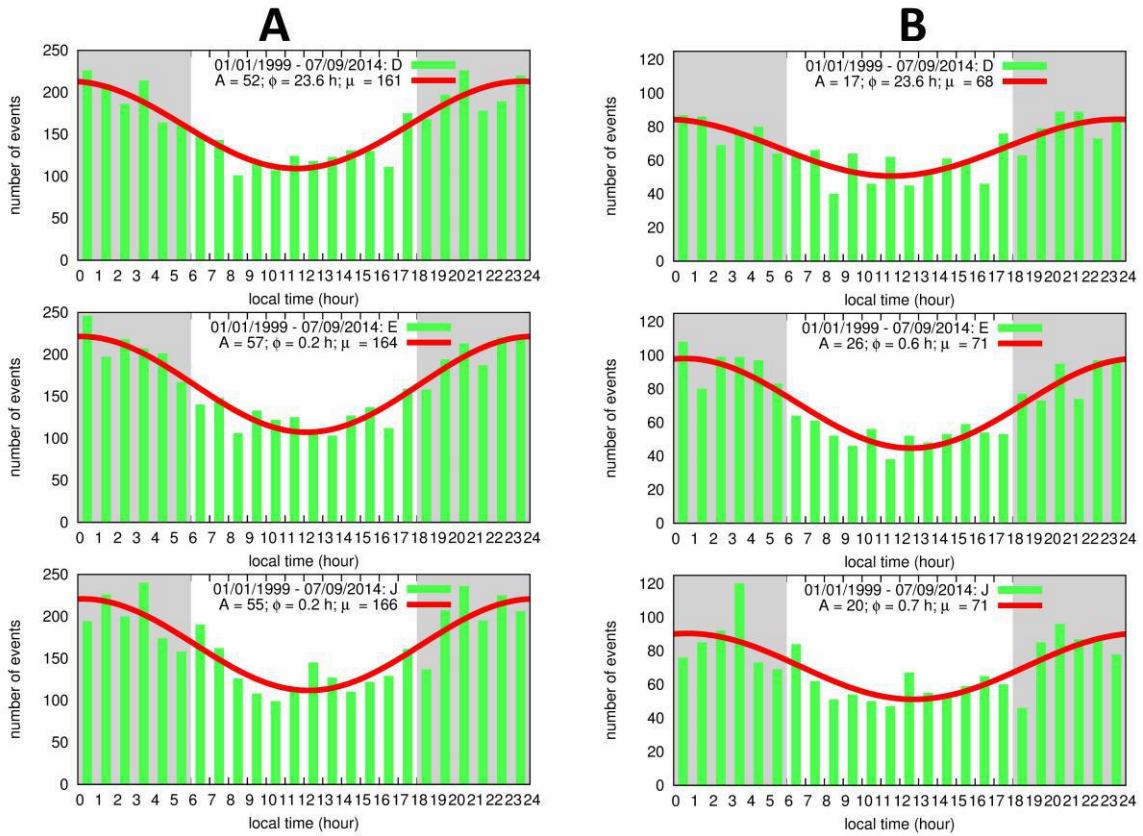 A
B
250
200
150
100
50
0
number of events
01/01/1999 - 07/09/2014: D
A = 52; ϕ = 23.6 h; μ = 161
0 1 2 3 4 5 6 7 8 9 10 11 12 13 14 15 16 17 18 19 20 21 22 23 24
local time (hour)
120
100
80
60
40
20
0
number of events
01/01/1999 - 07/09/2014: D
A = 17; ϕ = 23.6 h; μ = 68
0 1 2 3 4 5 6 7 8 9 10 11 12 13 14 15 16 17 18 19 20 21 22 23 24
local time (hour)
250
200
150
100
50
0
number of events
01/01/1999 - 07/09/2014: E
A = 57; ϕ = 0.2 h; μ = 164
0 1 2 3 4 5 6 7 8 9 10 11 12 13 14 15 16 17 18 19 20 21 22 23 24
local time (hour)
120
100
80
60
40
20
0
number of events
01/01/1999 - 07/09/2014: E
A = 26; ϕ = 0.6 h; μ = 71
0 1 2 3 4 5 6 7 8 9 10 11 12 13 14 15 16 17 18 19 20 21 22 23 24
local time (hour)
250
200
150
100
50
0
number of events
01/01/1999 - 07/09/2014: J
A = 55; ϕ = 0.2 h; μ = 166
0 1 2 3 4 5 6 7 8 9 10 11 12 13 14 15 16 17 18 19 20 21 22 23 24
local time (hour)
120
100
80
60
40
20
0
number of events
01/01/1999 - 07/09/2014: J
A = 20; ϕ = 0.7 h; μ = 71
0 1 2 3 4 5 6 7 8 9 10 11 12 13 14 15 16 17 18 19 20 21 22 23 24
local time (hour)